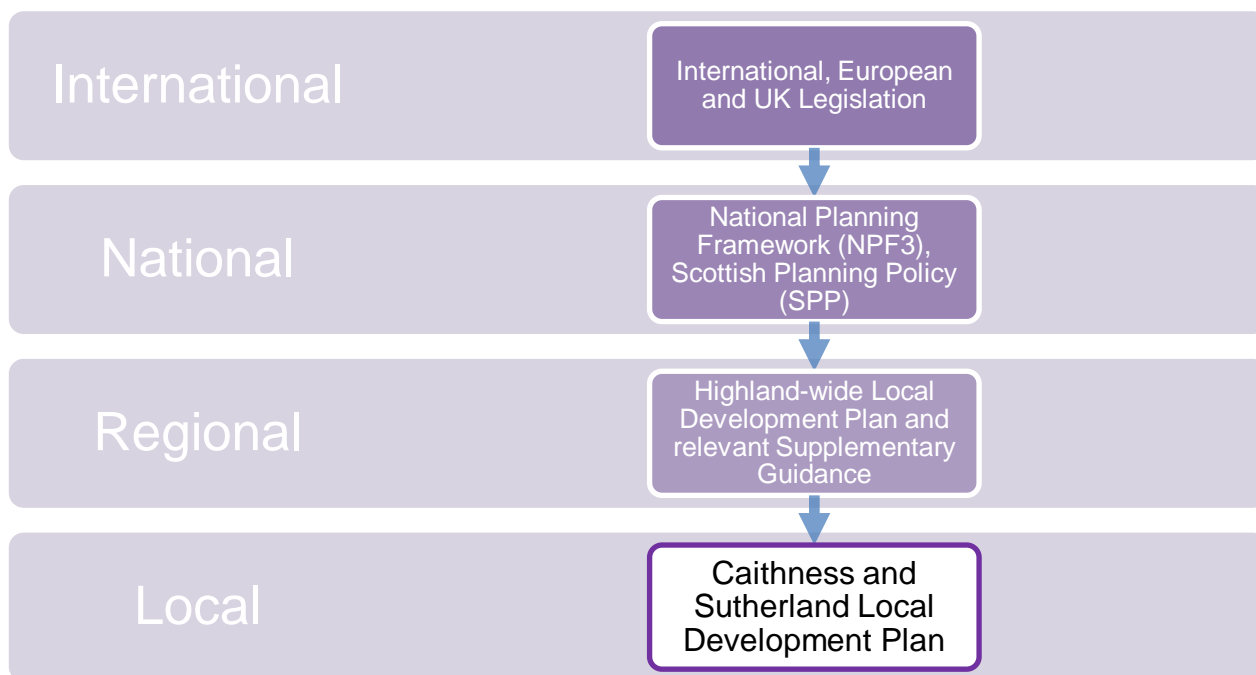 International
International, European
and UK Legislation
National
National Planning
Framework (NPF3),
Scottish Planning Policy
(SPP)
Regional
Highland-wide Local
Development Plan and
relevant Supplementary
Guidance
Local
Caithness and
Sutherland Local
Development Plan